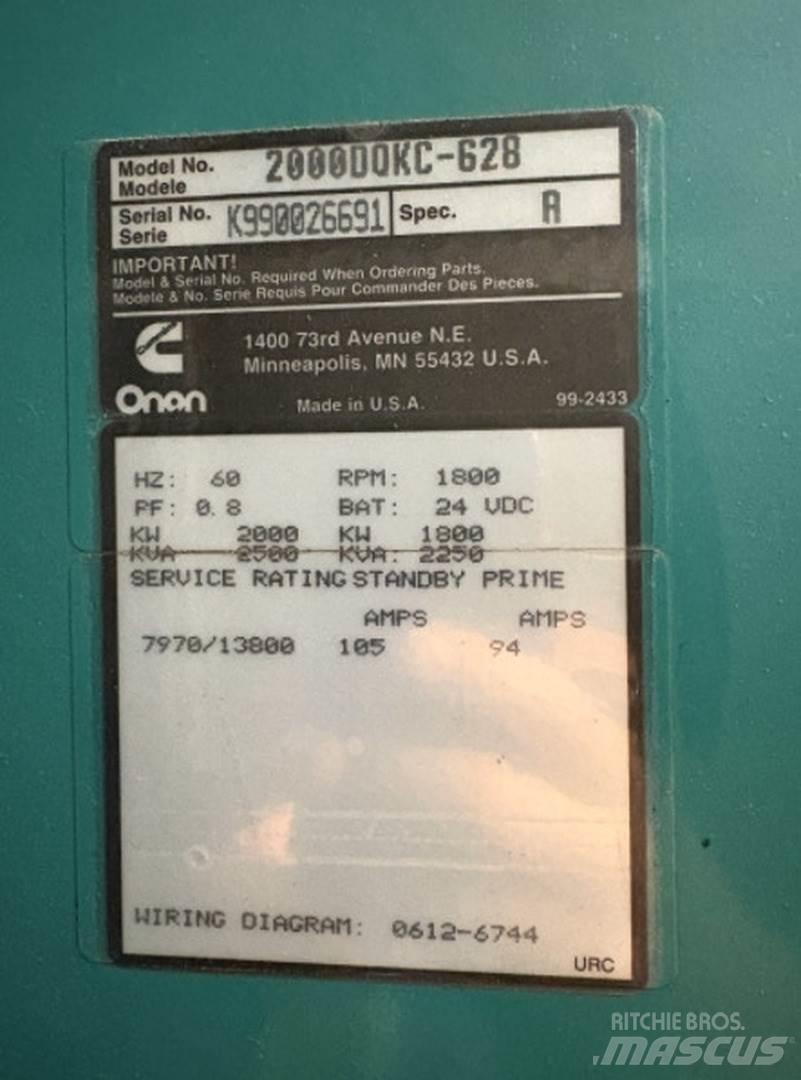 Model No. 2000DQKC-628
Modele
Serial No. K990026691 Spec. A
Serie
IMPORTANT!
Model & Serial No. Required When Ordering Parts.
Modele & No. Serie Requis Pour Commander Des Pieces.
1400 73rd Avenue N.E.
Minneapolis, MN 55432 U.S.A.
Onan Made in U.S.A. 99-2433
HZ: 60 RPM: 1800
PF: 0.8 BAT: 24 VDC
KW 2000 KW 1800
KVA 2500 KVA: 2250
SERVICE RATING STANDBY PRIME
AMPS AMPS
7970/13800 105 94
WIRING DIAGRAM: 0612-6744
URC
RITCHIE BROS.
MASCUS